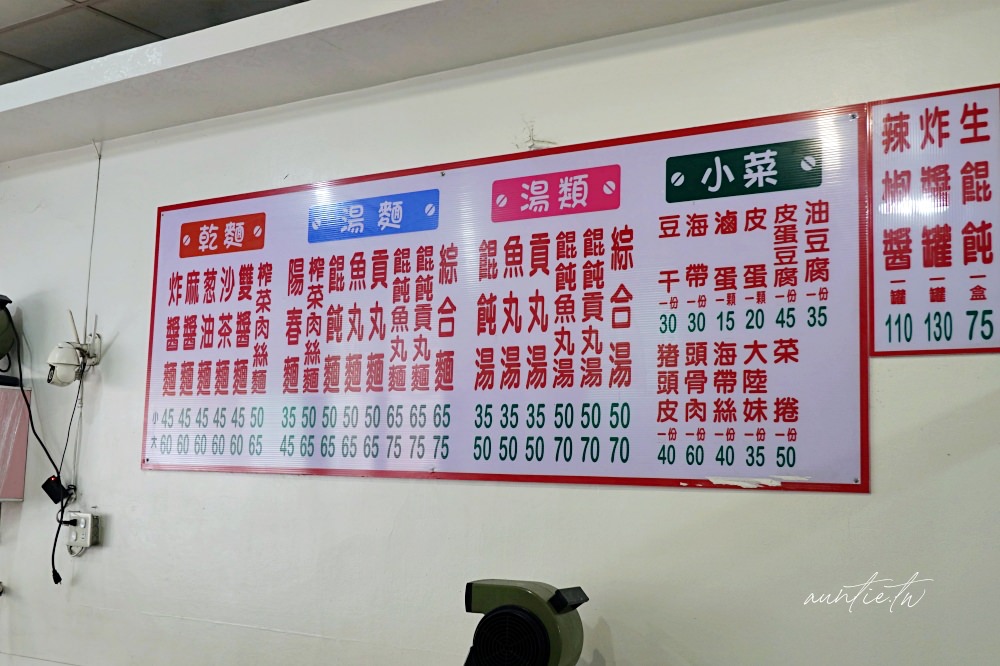 乾麵
小
大
炸醬麵 45 60
麻醬麵 45 60
葱油麵 45 60
沙茶麵 45 60
雙醬麵 45 60
榨菜肉絲麵 50 65
湯麵
陽春麵 35 45
榨菜肉絲麵 50 65
餛飩麵 50 65
魚丸麵 50 65
貢丸麵 50 65
餛飩魚丸麵 65 75
餛飩貢丸麵 65 75
綜合麵 65 75
湯類
餛飩湯 35 50
魚丸湯 35 50
貢丸湯 35 50
餛飩魚丸湯 50 70
餛飩貢丸湯 50 70
綜合湯 50 70
小菜
豆干 一份 30
海帶 一份 30
滷蛋 一顆 15
皮蛋 一顆 20
皮蛋豆腐 一份 45
油豆腐 一份 35
猪頭皮 一份 40
頭骨肉 一份 60
海帶絲 一份 40
大陸妹 一份 35
菜捲 一份 50
辣椒醬 一罐 110
炸醬罐 一罐 130
生餛飩 一盒 75
auntie.tw